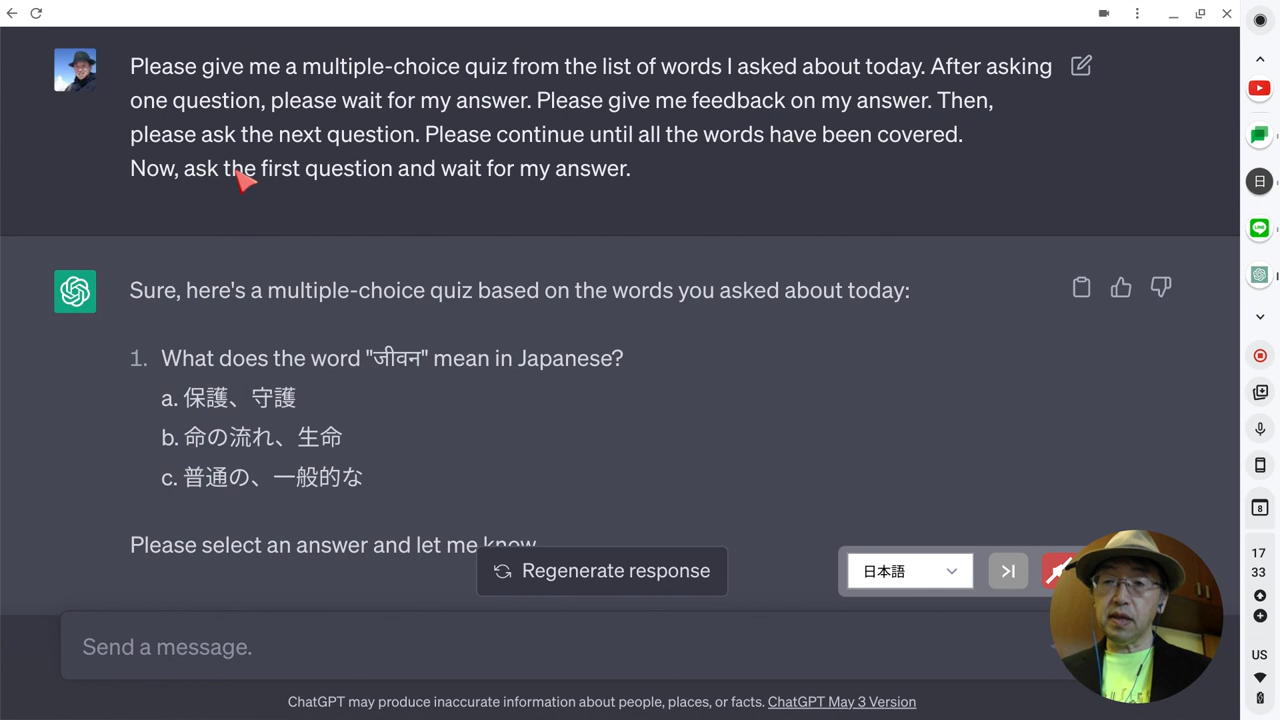 Please give me a multiple-choice quiz from the list of words I asked about today. After asking
one question, please wait for my answer. Please give me feedback on my answer. Then,
please ask the next question. Please continue until all the words have been covered.
Now, ask the first question and wait for my answer.
Sure, here's a multiple-choice quiz based on the words you asked about today:
1. What does the word "जीवन" mean in Japanese?
a. 保護、守護
b. 命の流れ、生命
c. 普通の、一般的な
Please select an answer and let me know
Regenerate response
日本語
Send a message.
ChatGPT may produce inaccurate information about people, places, or facts. ChatGPT May 3 Version
日
LINE
8
17
33
US